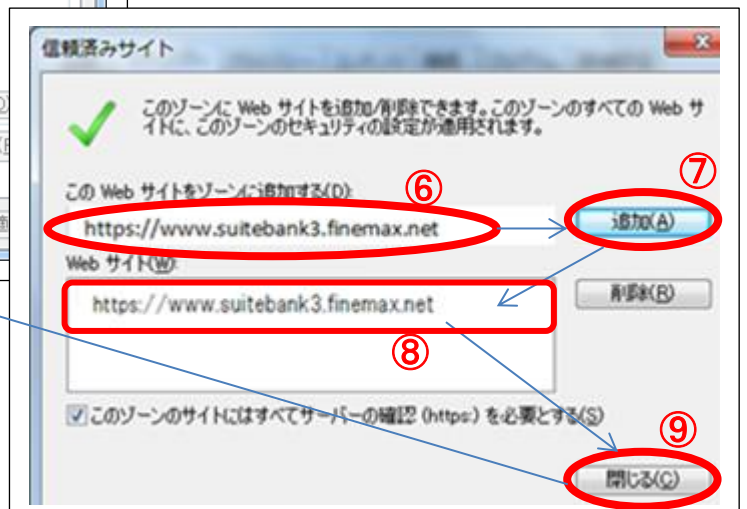 信頼済みサイト
このゾーンに Web サイトを追加/削除できます。このゾーンのすべての Web サ
イトに、このゾーンのセキュリティの設定が適用されます。
この Web サイトをゾーンに追加する(D):
⑥
⑦
https://www.suitebank3.finemax.net
追加(A)
Web サイト(W):
https://www.suitebank3.finemax.net
削除(R)
⑧
このゾーンのサイトにはすべてサーバーの確認 (https:) を必要とする(S)
⑨
閉じる(C)